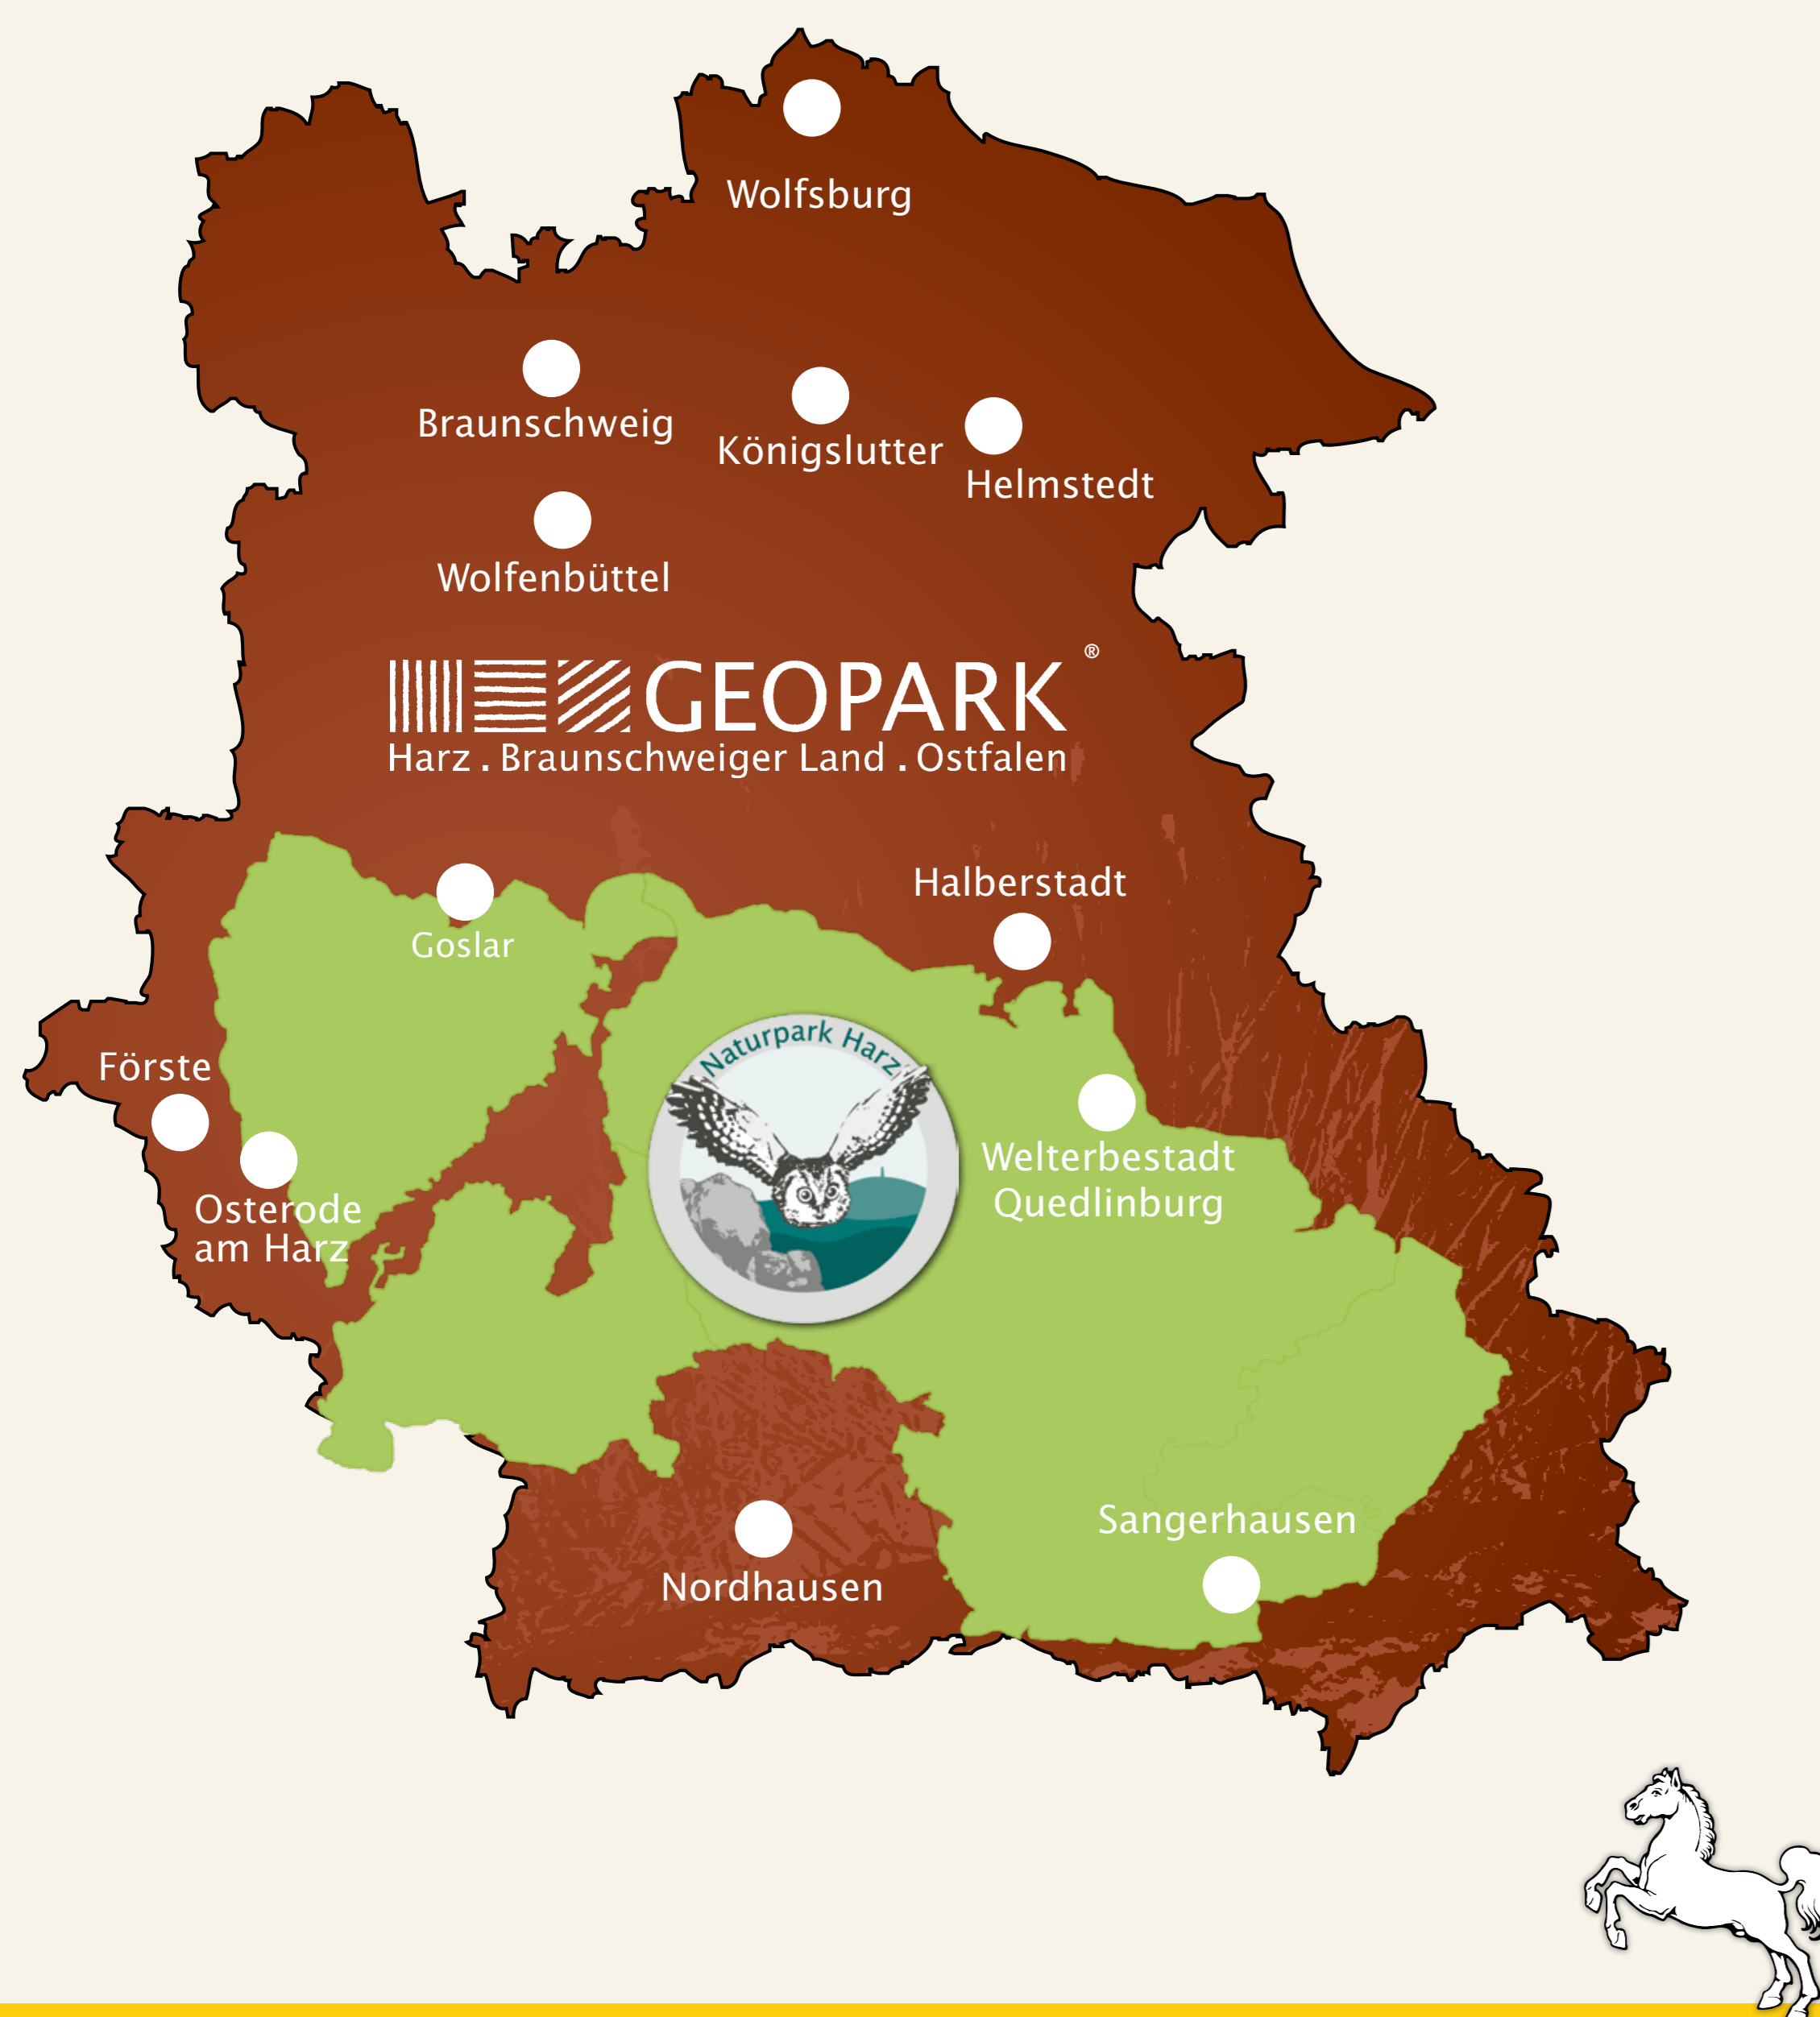 Wolfsburg
Braunschweig
Königslutter
Helmstedt
Wolfenbüttel
GEOPARK ®
Harz . Braunschweiger Land . Ostfalen
Halberstadt
Goslar
Naturpark Harz
Förste
Welterbestadt
Quedlinburg
Osterode
am Harz
Sangerhausen
Nordhausen